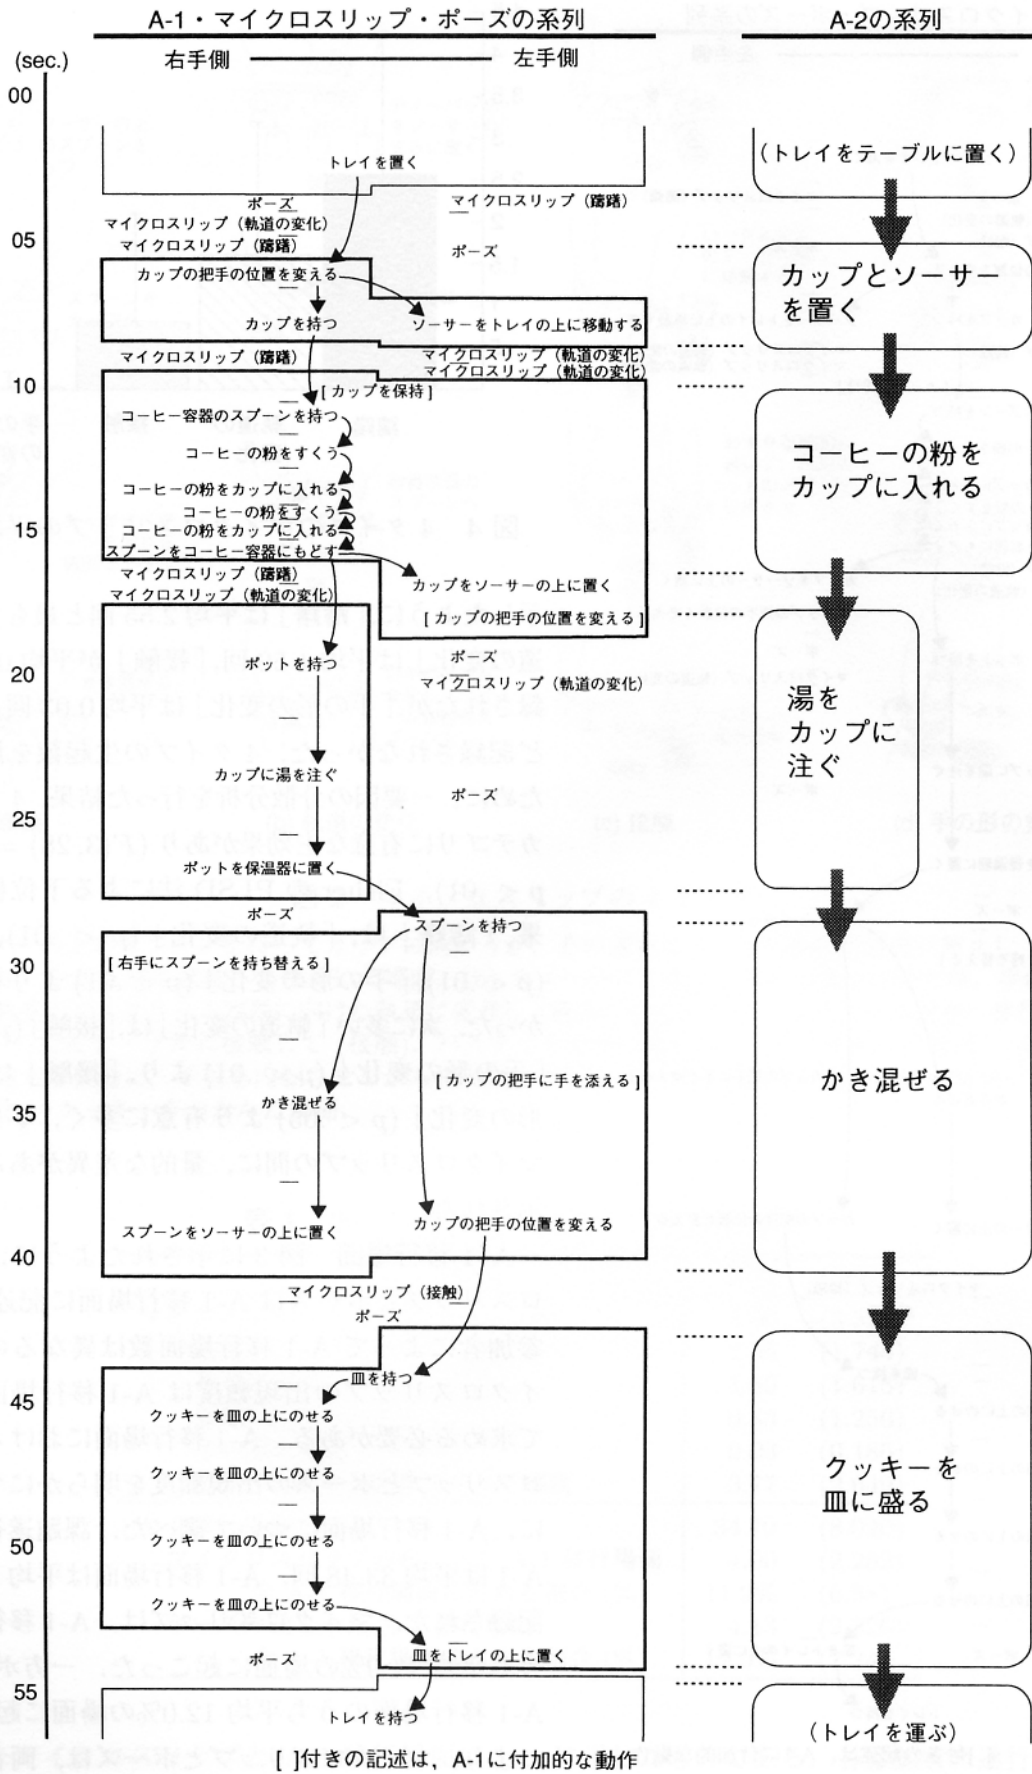 A-1・マイクロスリップ・ポーズの系列
A-2の系列
(sec.)
右手側
左手側
00
トレイを置く
(トレイをテーブルに置く)
ポーズ
マイクロスリップ (躊躇)
マイクロスリップ (軌道の変化)
05
マイクロスリップ (躊躇)
ポーズ
カップの把手の位置を変える
カップとソーサー
を置く
カップを持つ
ソーサーをトレイの上に移動する
マイクロスリップ (躊躇)
マイクロスリップ (軌道の変化)
マイクロスリップ (軌道の変化)
10
[ カップを保持 ]
コーヒー容器のスプーンを持つ
コーヒーの粉をすくう
コーヒーの粉を
カップに入れる
コーヒーの粉をカップに入れる
コーヒーの粉をすくう
15
コーヒーの粉をカップに入れる
スプーンをコーヒー容器にもどす
マイクロスリップ (躊躇)
マイクロスリップ (軌道の変化)
カップをソーサーの上に置く
[ カップの把手の位置を変える ]
ポットを持つ
ポーズ
20
マイクロスリップ (軌道の変化)
湯を
カップに
注ぐ
カップに湯を注ぐ
ポーズ
25
ポットを保温器に置く
ポーズ
スプーンを持つ
30
[ 右手にスプーンを持ち替える ]
[ カップの把手に手を添える ]
かき混ぜる
かき混ぜる
35
スプーンをソーサーの上に置く
カップの把手の位置を変える
40
マイクロスリップ (接触)
ポーズ
皿を持つ
45
クッキーを皿の上にのせる
クッキーを皿の上にのせる
クッキーを
皿に盛る
50
クッキーを皿の上にのせる
クッキーを皿の上にのせる
ポーズ
皿をトレイの上に置く
55
トレイを持つ
(トレイを運ぶ)
[ ]付きの記述は，A-1に付加的な動作